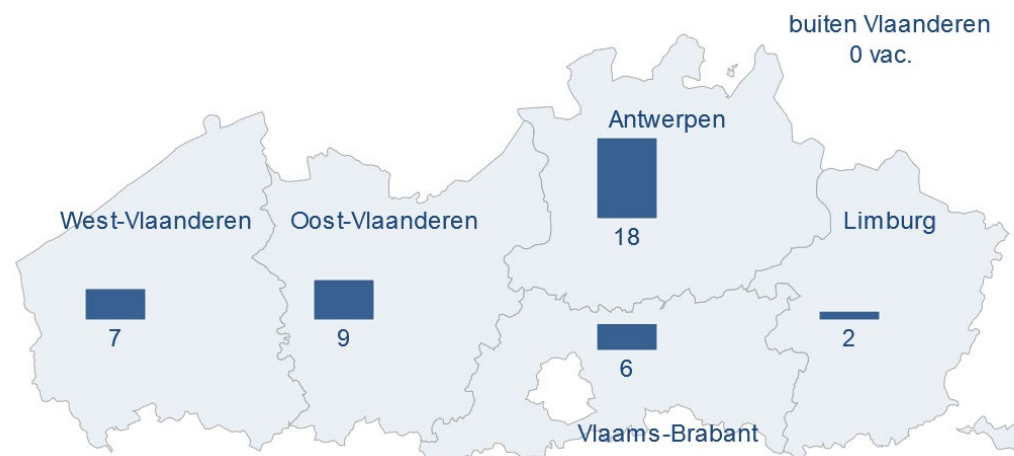 buiten Vlaanderen
0 vac.
Antwerpen
18
West-Vlaanderen
7
Oost-Vlaanderen
9
Limburg
2
6
Vlaams-Brabant